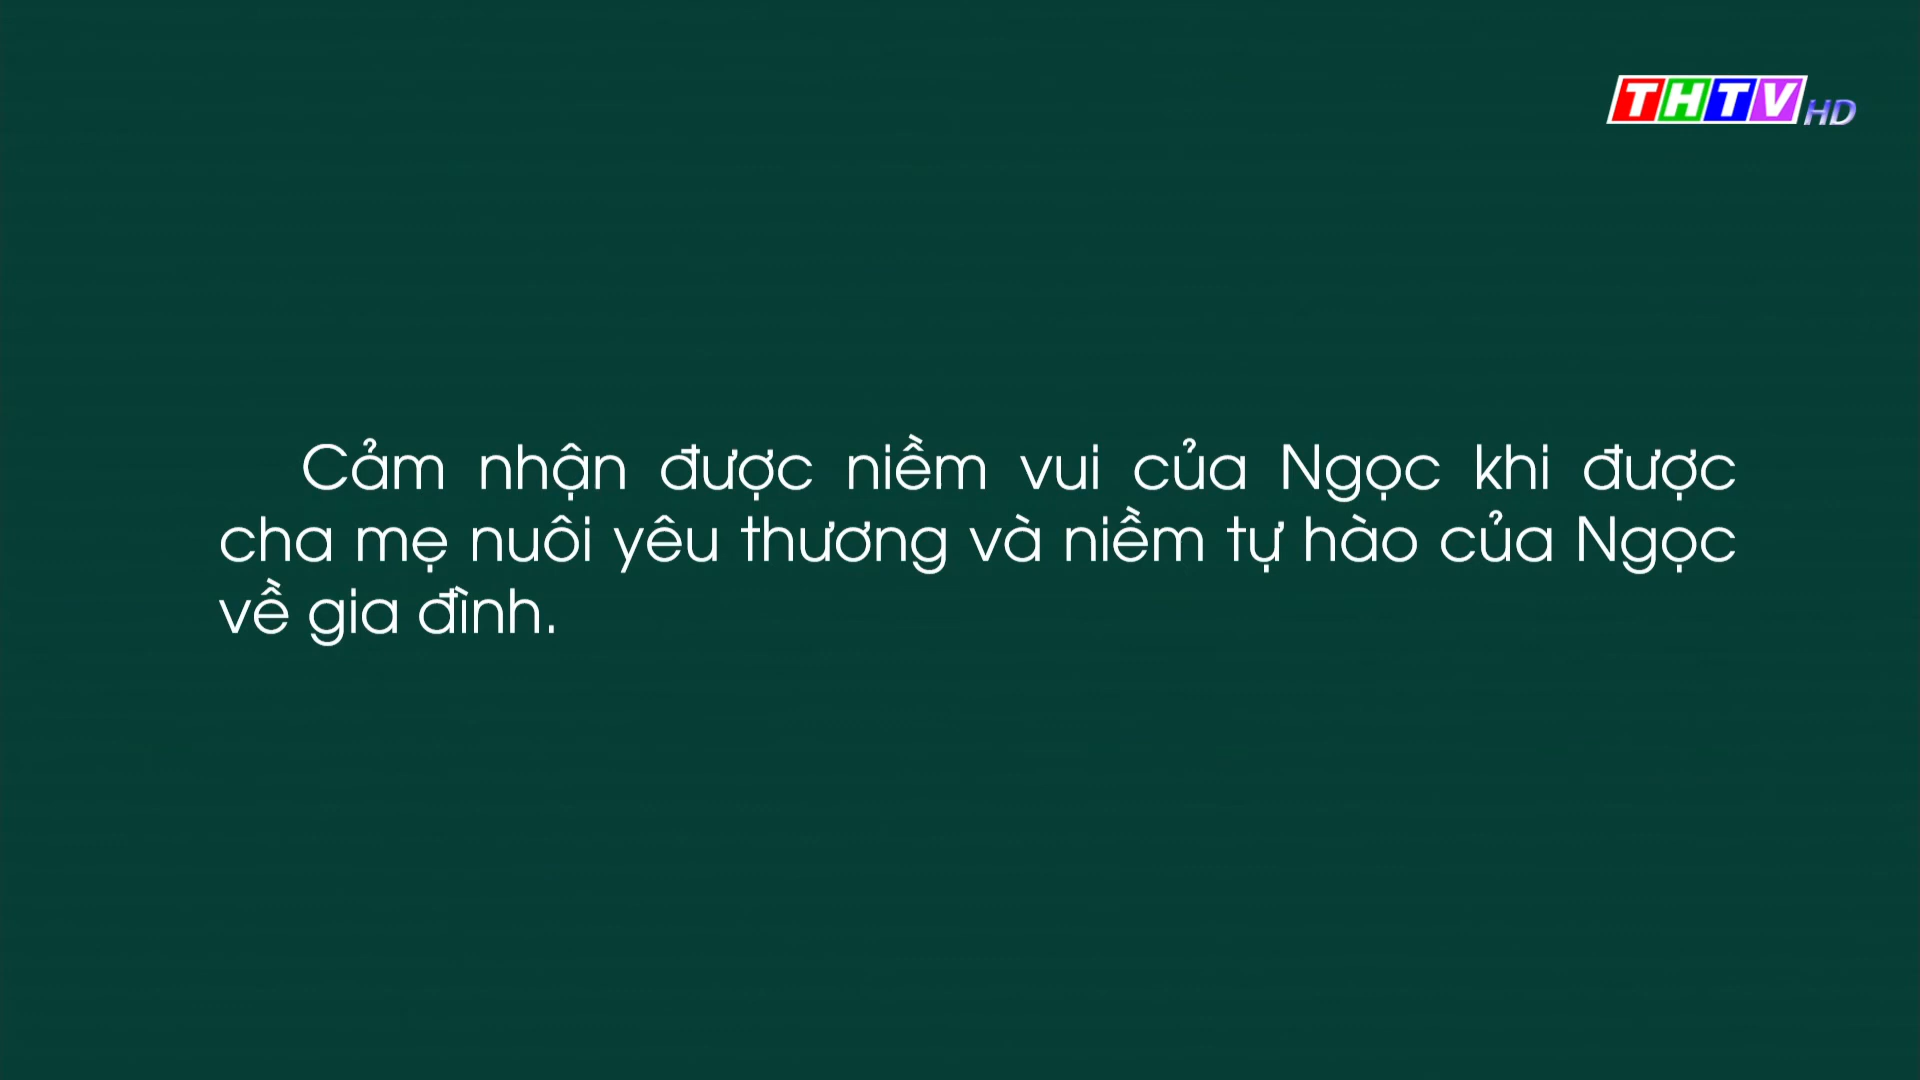 THTV HD
Cảm nhận được niềm vui của Ngọc khi được
cha mẹ nuôi yêu thương và niềm tự hào của Ngọc
về gia đình.